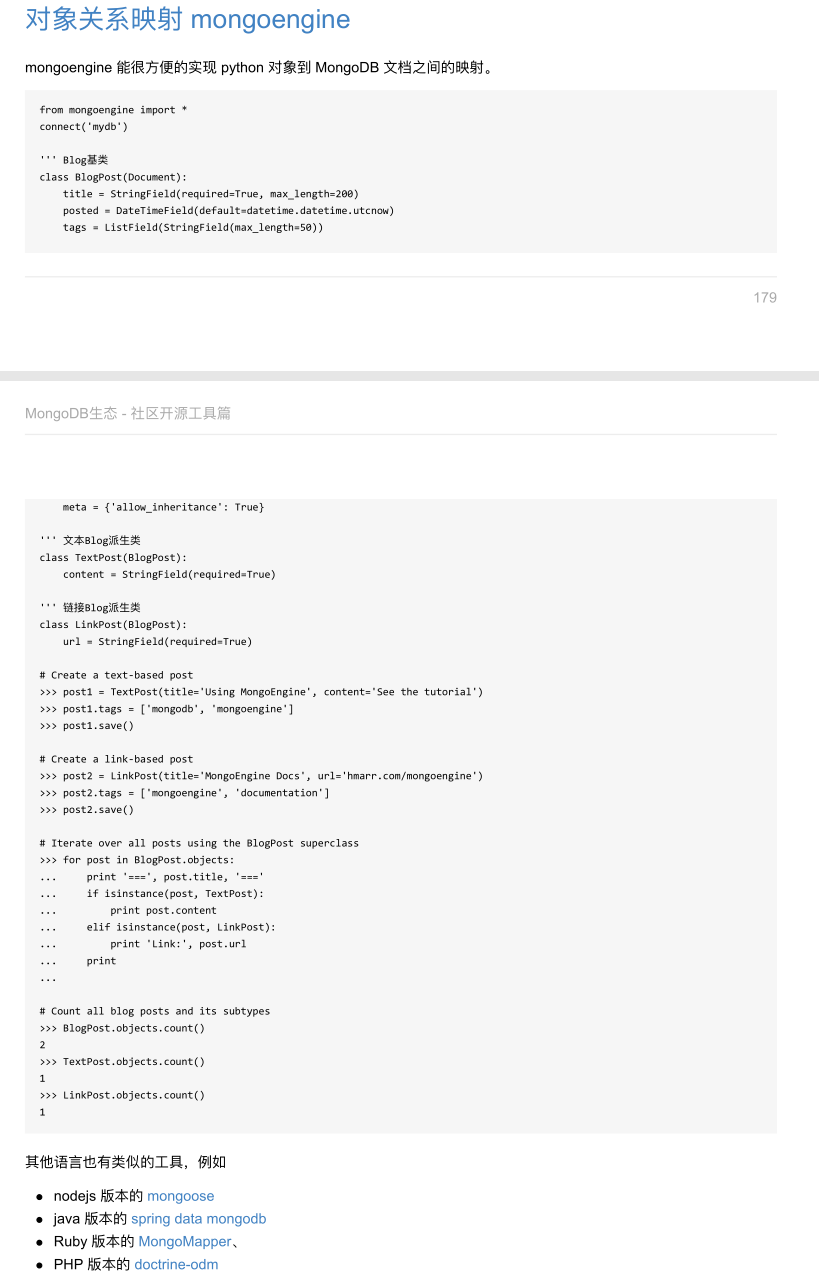 对象关系映射 mongoengine
mongoengine 能很方便的实现 python 对象到 MongoDB 文档之间的映射。
from mongoengine import *
connect('mydb')
''' Blog基类
class BlogPost(Document):
    title = StringField(required=True, max_length=200)
    posted = DateTimeField(default=datetime.datetime.utcnow)
    tags = ListField(StringField(max_length=50))
179
MongoDB生态 - 社区开源工具篇
    meta = {'allow_inheritance': True}
''' 文本Blog派生类
class TextPost(BlogPost):
    content = StringField(required=True)
''' 链接Blog派生类
class LinkPost(BlogPost):
    url = StringField(required=True)
# Create a text-based post
>>> post1 = TextPost(title='Using MongoEngine', content='See the tutorial')
>>> post1.tags = ['mongodb', 'mongoengine']
>>> post1.save()
# Create a link-based post
>>> post2 = LinkPost(title='MongoEngine Docs', url='hmarr.com/mongoengine')
>>> post2.tags = ['mongoengine', 'documentation']
>>> post2.save()
# Iterate over all posts using the BlogPost superclass
>>> for post in BlogPost.objects:
...     print '===', post.title, '==='
...     if isinstance(post, TextPost):
...         print post.content
...     elif isinstance(post, LinkPost):
...         print 'Link:', post.url
...     print
...
# Count all blog posts and its subtypes
>>> BlogPost.objects.count()
2
>>> TextPost.objects.count()
1
>>> LinkPost.objects.count()
1
其他语言也有类似的工具，例如
● nodejs 版本的 mongoose
● java 版本的 spring data mongodb
● Ruby 版本的 MongoMapper、
● PHP 版本的 doctrine-odm